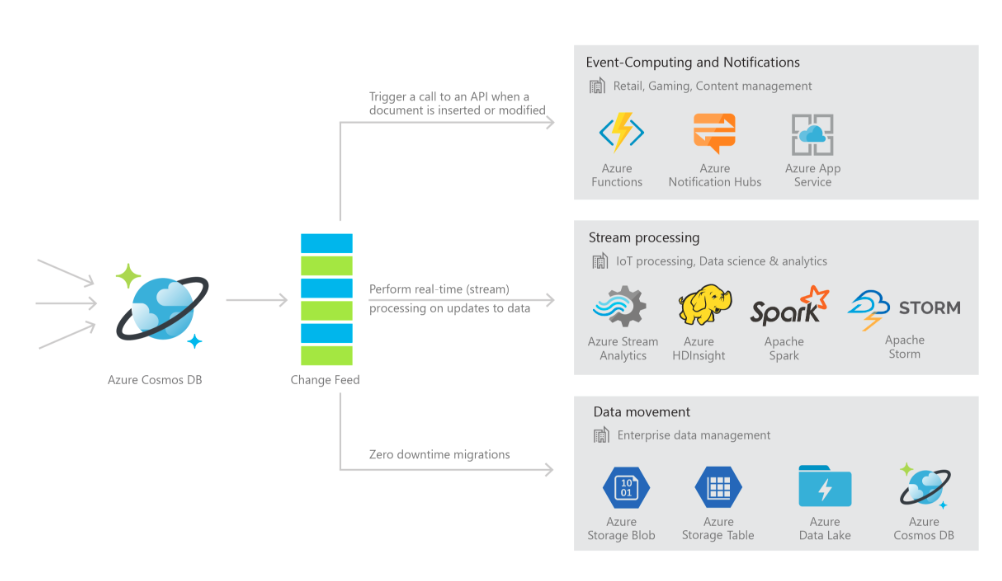 Event-Computing and Notifications
Retail, Gaming, Content management
Trigger a call to an API when a
document is inserted or modified
Azure
Functions
Azure
Notification Hubs
Azure App
Service
Stream processing
IoT processing, Data science & analytics
Perform real-time (stream)
processing on updates to data
Spark
STORM
Azure Stream
Analytics
Azure
HDInsight
Apache
Spark
Apache
Storm
Azure Cosmos DB
Change Feed
Data movement
Enterprise data management
Zero downtime migrations
10
01
Azure
Storage Blob
Azure
Storage Table
Azure
Data Lake
Azure
Cosmos DB